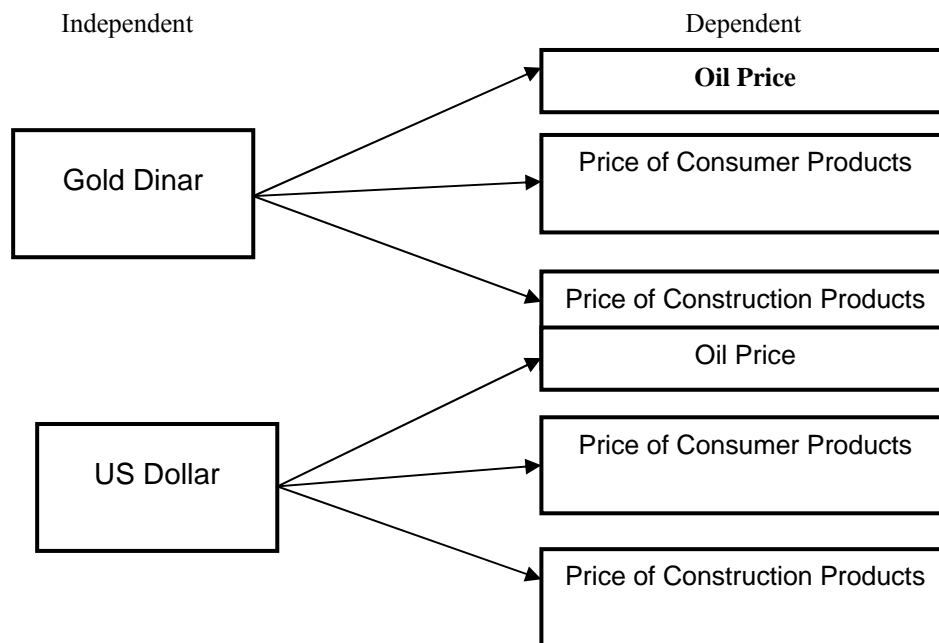 Independent
Dependent
Oil Price
Gold Dinar
Price of Consumer Products
Price of Construction Products
Oil Price
US Dollar
Price of Consumer Products
Price of Construction Products